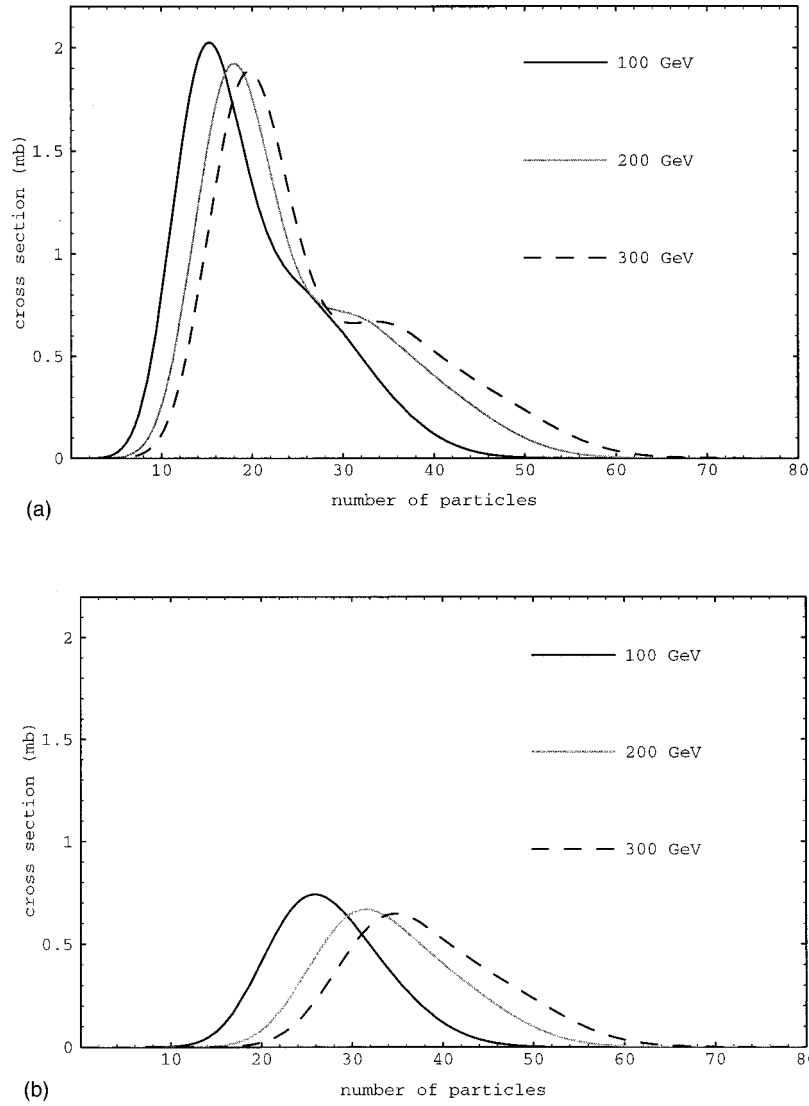 2
100 GeV
1.5
200 GeV
cross section (mb)
1
300 GeV
0.5
0
10 20 30 40 50 60 70 80
number of particles
(a)
2
100 GeV
1.5
200 GeV
cross section (mb)
1
300 GeV
0.5
0
10 20 30 40 50 60 70 80
number of particles
(b)